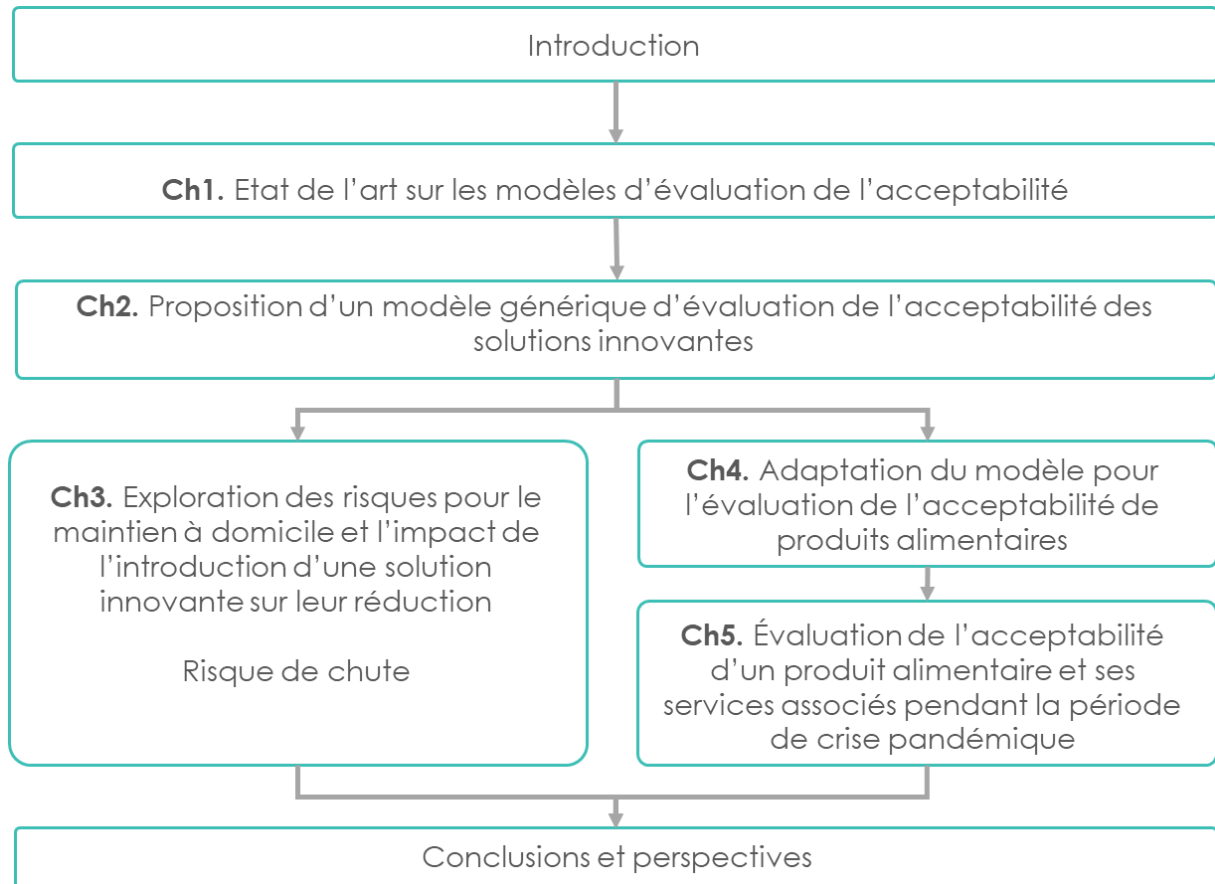 Introduction
Ch1. Etat de l’art sur les modèles d’évaluation de l’acceptabilité
Ch2. Proposition d’un modèle générique d’évaluation de l’acceptabilité des
solutions innovantes
Ch3. Exploration des risques pour le
maintien à domicile et l’impact de
l’introduction d’une solution
innovante sur leur réduction
Risque de chute
Ch4. Adaptation du modèle pour
l’évaluation de l’acceptabilité de
produits alimentaires
Ch5. Évaluation de l’acceptabilité
d’un produit alimentaire et ses
services associés pendant la période
de crise pandémique
Conclusions et perspectives